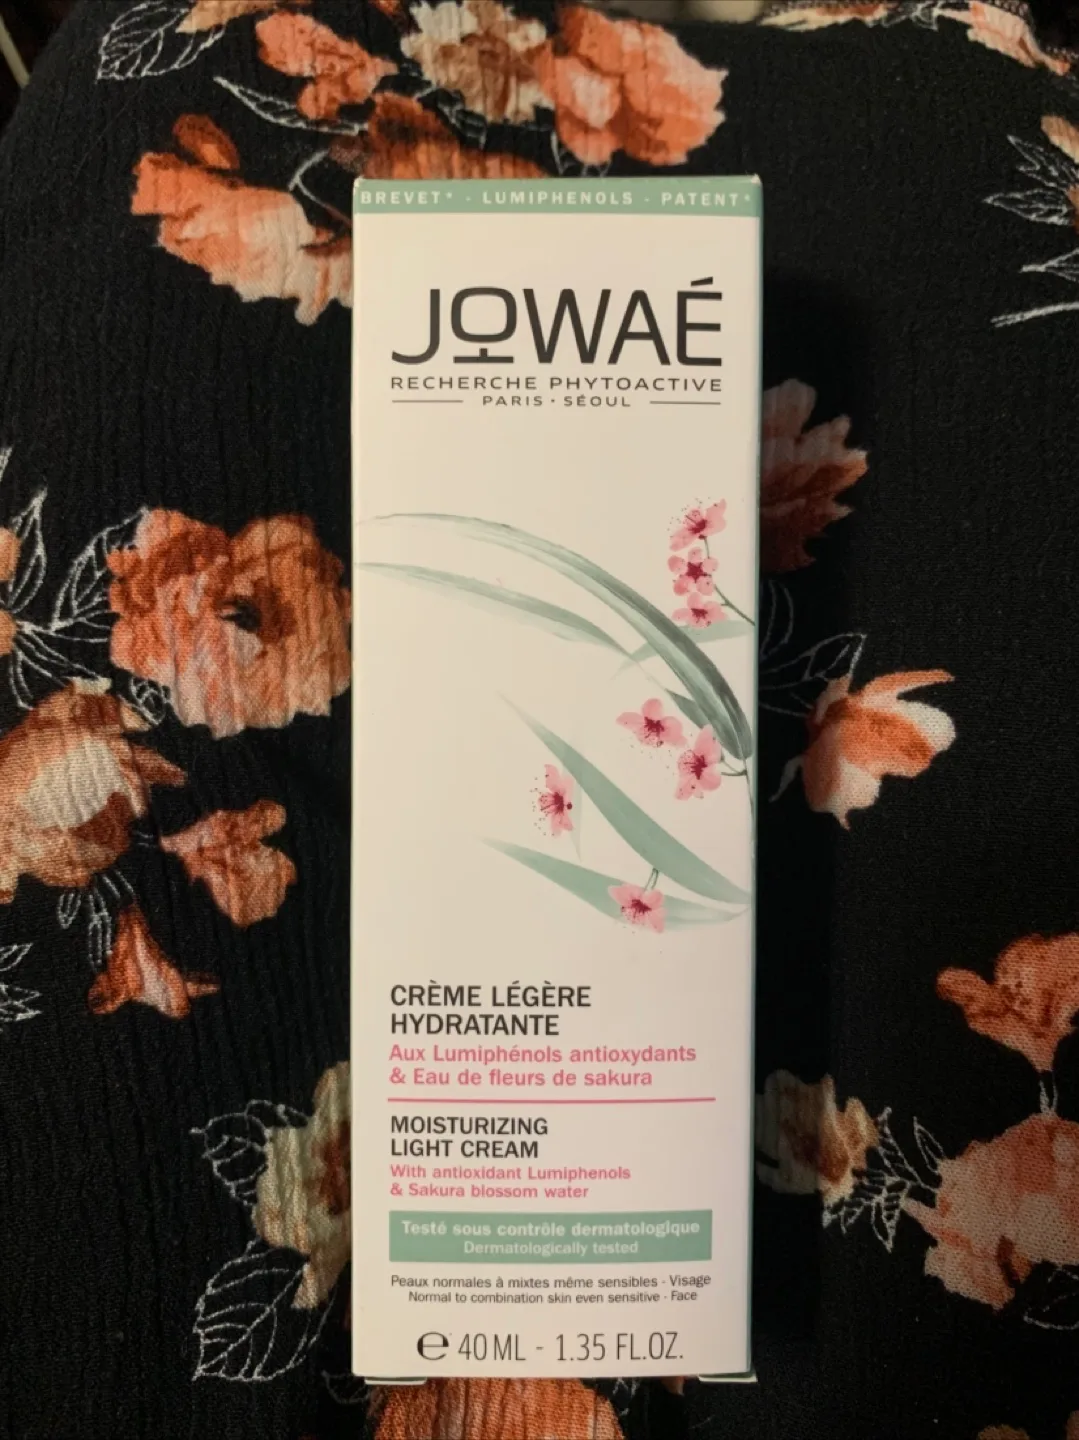 BREVET* - LUMIPHENOLS - PATENT*
JOWAÉ
RECHERCHE PHYTOACTIVE
PARIS · SÉOUL
CRÈME LÉGÈRE
HYDRATANTE
Aux Lumiphénols antioxydants
& Eau de fleurs de sakura
MOISTURIZING
LIGHT CREAM
With antioxidant Lumiphenols
& Sakura blossom water
Testé sous contrôle dermatologique
Dermatologically tested
Peaux normales à mixtes même sensibles - Visage
Normal to combination skin even sensitive - Face
℮ 40 ML - 1.35 FL.OZ.